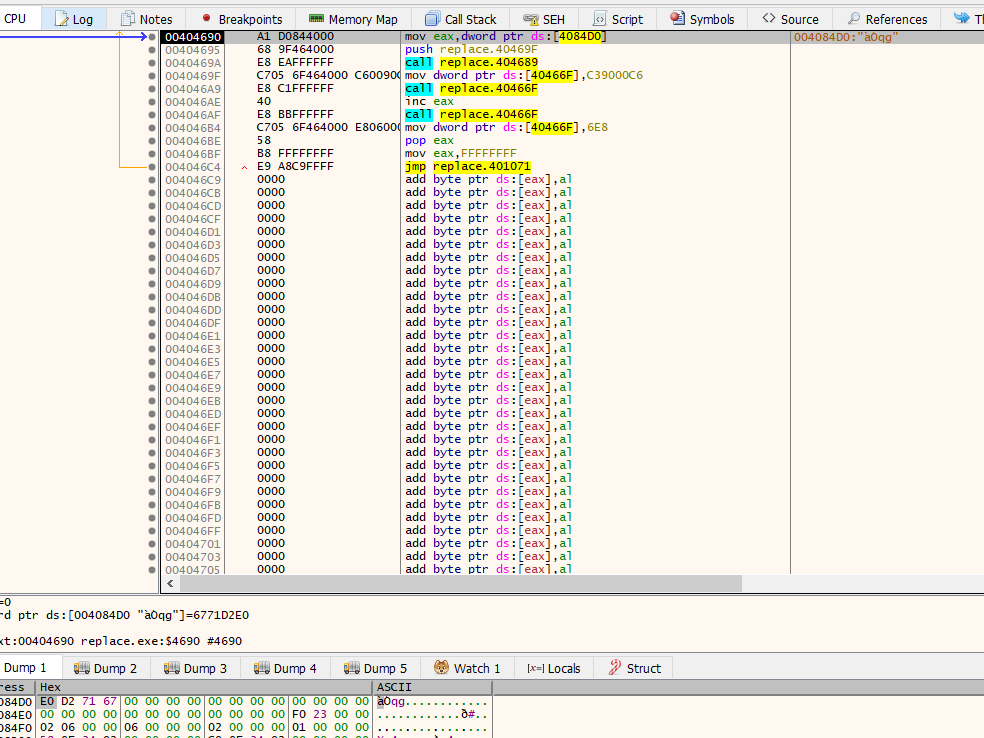 CPU Log Notes Breakpoints Memory Map Call Stack SEH Script Symbols Source References
00404690 A1 D0844000 mov eax,dword ptr ds:[4084D0] 004084D0:"àÒqg"
00404695 68 9F464000 push replace.40469F
0040469A E8 EAFFFFFF call replace.404689
0040469F C705 6F464000 C60090C mov dword ptr ds:[40466F],C39000C6
004046A9 E8 C1FFFFFF call replace.40466F
004046AE 40 inc eax
004046AF E8 BBFFFFFF call replace.40466F
004046B4 C705 6F464000 E806000 mov dword ptr ds:[40466F],6E8
004046BE 58 pop eax
004046BF B8 FFFFFFFF mov eax,FFFFFFFF
004046C4 E9 A8C9FFFF jmp replace.401071
004046C9 0000 add byte ptr ds:[eax],al
004046CB 0000 add byte ptr ds:[eax],al
004046CD 0000 add byte ptr ds:[eax],al
004046CF 0000 add byte ptr ds:[eax],al
004046D1 0000 add byte ptr ds:[eax],al
004046D3 0000 add byte ptr ds:[eax],al
004046D5 0000 add byte ptr ds:[eax],al
004046D7 0000 add byte ptr ds:[eax],al
004046D9 0000 add byte ptr ds:[eax],al
004046DB 0000 add byte ptr ds:[eax],al
004046DD 0000 add byte ptr ds:[eax],al
004046DF 0000 add byte ptr ds:[eax],al
004046E1 0000 add byte ptr ds:[eax],al
004046E3 0000 add byte ptr ds:[eax],al
004046E5 0000 add byte ptr ds:[eax],al
004046E7 0000 add byte ptr ds:[eax],al
004046E9 0000 add byte ptr ds:[eax],al
004046EB 0000 add byte ptr ds:[eax],al
004046ED 0000 add byte ptr ds:[eax],al
004046EF 0000 add byte ptr ds:[eax],al
004046F1 0000 add byte ptr ds:[eax],al
004046F3 0000 add byte ptr ds:[eax],al
004046F5 0000 add byte ptr ds:[eax],al
004046F7 0000 add byte ptr ds:[eax],al
004046F9 0000 add byte ptr ds:[eax],al
004046FB 0000 add byte ptr ds:[eax],al
004046FD 0000 add byte ptr ds:[eax],al
004046FF 0000 add byte ptr ds:[eax],al
00404701 0000 add byte ptr ds:[eax],al
00404703 0000 add byte ptr ds:[eax],al
00404705 0000 add byte ptr ds:[eax],al
=0
rd ptr ds:[004084D0 "àÒqg"]=6771D2E0
xt:00404690 replace.exe:$4690 #4690
Dump 1 Dump 2 Dump 3 Dump 4 Dump 5 Watch 1 [x=] Locals Struct
ress Hex ASCII
084D0 E0 D2 71 67 00 00 00 00 00 00 00 00 00 00 00 00 àÒqg............
084E0 00 00 00 00 00 00 00 00 00 00 00 00 F0 23 00 00 ............ð#..
084F0 02 06 00 00 06 00 00 00 02 00 00 00 01 00 00 00 ................